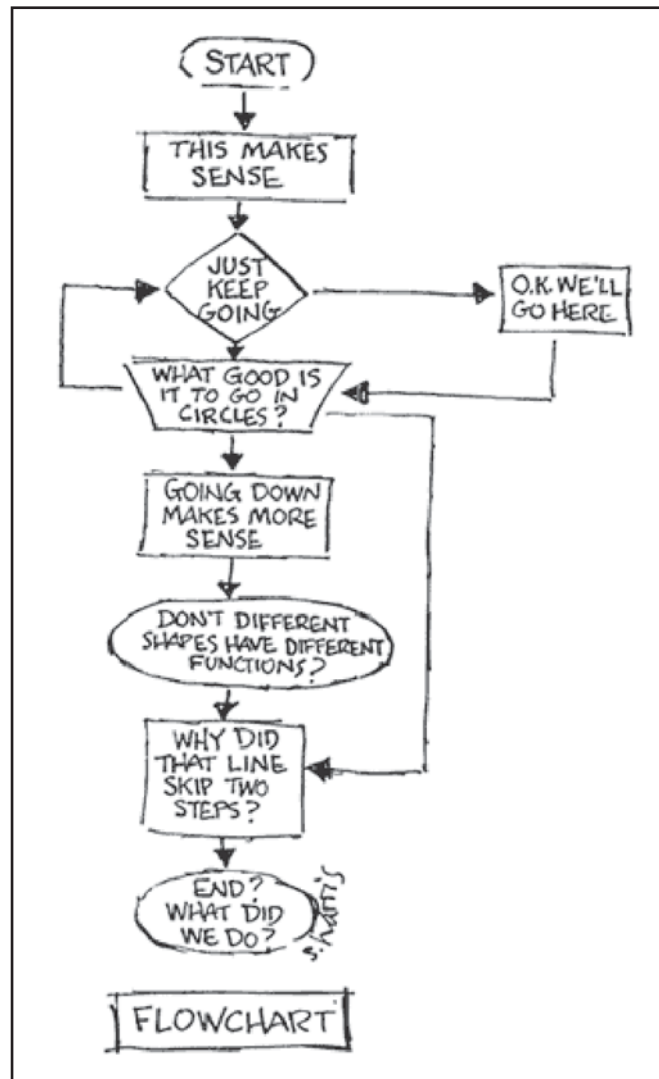 START
THIS MAKES
SENSE
JUST
KEEP
GOING
O.K. WE'LL
GO HERE
WHAT GOOD IS
IT TO GO IN
CIRCLES?
GOING DOWN
MAKES MORE
SENSE
DON'T DIFFERENT
SHAPES HAVE DIFFERENT
FUNCTIONS?
WHY DID
THAT LINE
SKIP TWO
STEPS?
END?
WHAT DID
WE DO?
s.harris
FLOWCHART